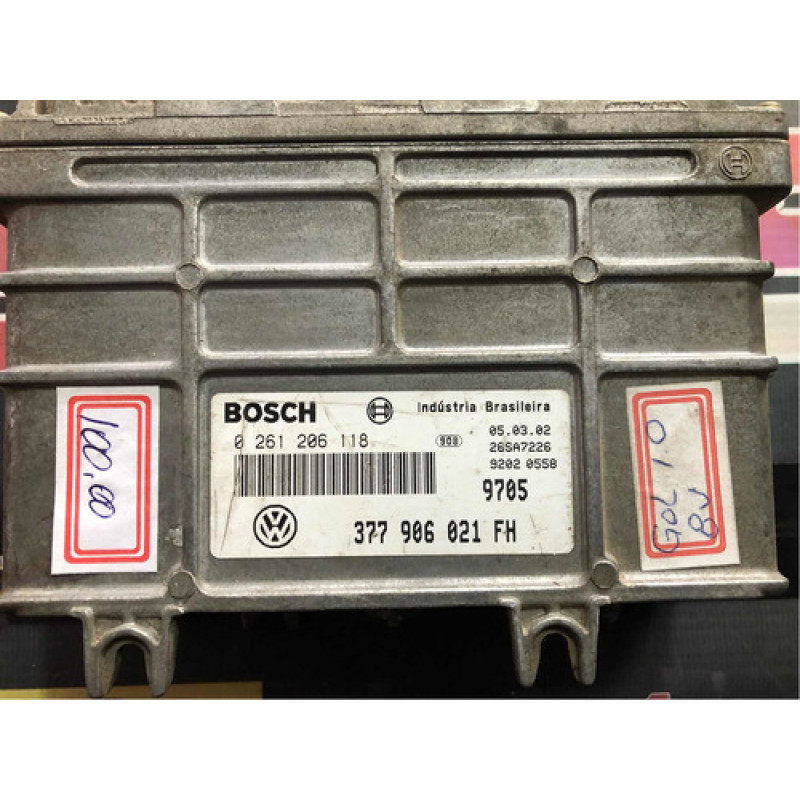 BOSCH
Indústria Brasileira
0 261 206 118
908
05.03.02
26SA7226
9202 0558
9705
377 906 021 FH
100,00
GOL 1.0
8V